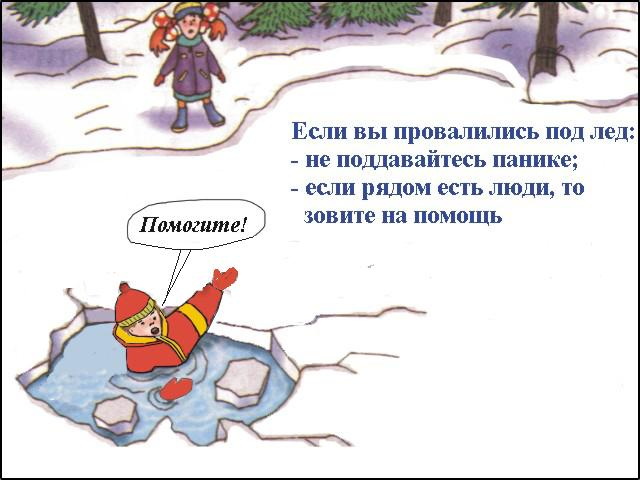 Если вы провалились под лед:
- не поддавайтесь панике;
- если рядом есть люди, то
зовите на помощь
Помогите!